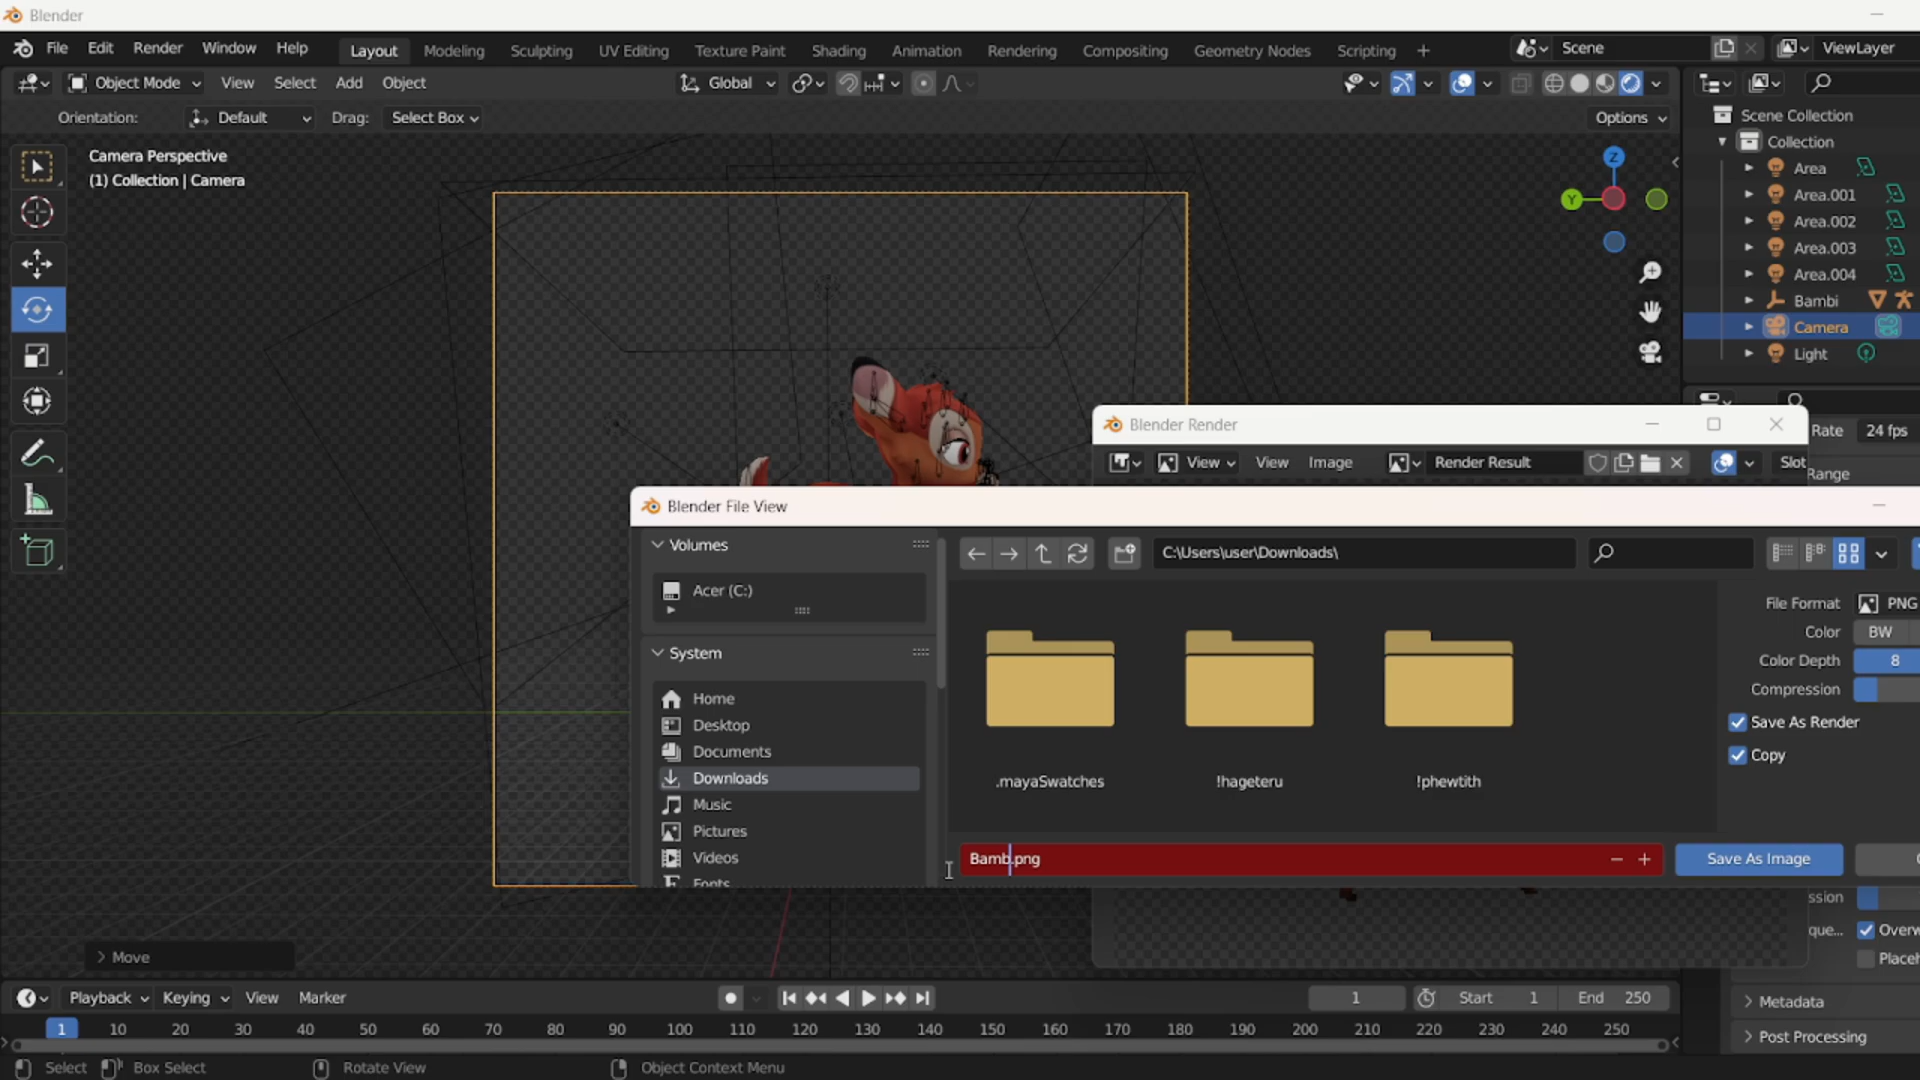 Blender
File Edit Render Window Help Layout Modeling Sculpting UV Editing Texture Paint Shading Animation Rendering Compositing Geometry Nodes Scripting + Scene ViewLayer
Object Mode View Select Add Object Global
Orientation: Default Drag: Select Box Options
Camera Perspective
(1) Collection | Camera
Z
Y
Scene Collection
Collection
Area
Area.001
Area.002
Area.003
Area.004
Bambi
Camera
Light
Rate 24 fps
Range
Blender Render
View View Image Render Result Slot
Blender File View
Volumes
Acer (C:)
System
Home
Desktop
Documents
Downloads
Music
Pictures
Videos
Fonts
C:\Users\user\Downloads\
.mayaSwatches !hageteru !phewtith
File Format PNG
Color BW
Color Depth 8
Compression
Save As Render
Copy
Bamb.png
Save As Image
ssion
que... Overw
Placeh
Metadata
Post Processing
Move
Playback Keying View Marker 1 Start 1 End 250
1 10 20 30 40 50 60 70 80 90 100 110 120 130 140 150 160 170 180 190 200 210 220 230 240 250
Select Box Select Rotate View Object Context Menu